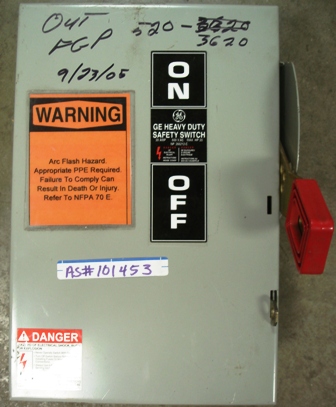 OUT
FGP
520 - 3620
9/23/05
WARNING
Arc Flash Hazard.
Appropriate PPE Required.
Failure To Comply Can
Result In Death Or Injury.
Refer To NFPA 70 E.
ON
GE
GE HEAVY DUTY
SAFETY SWITCH
OFF
AS#101453
DANGER